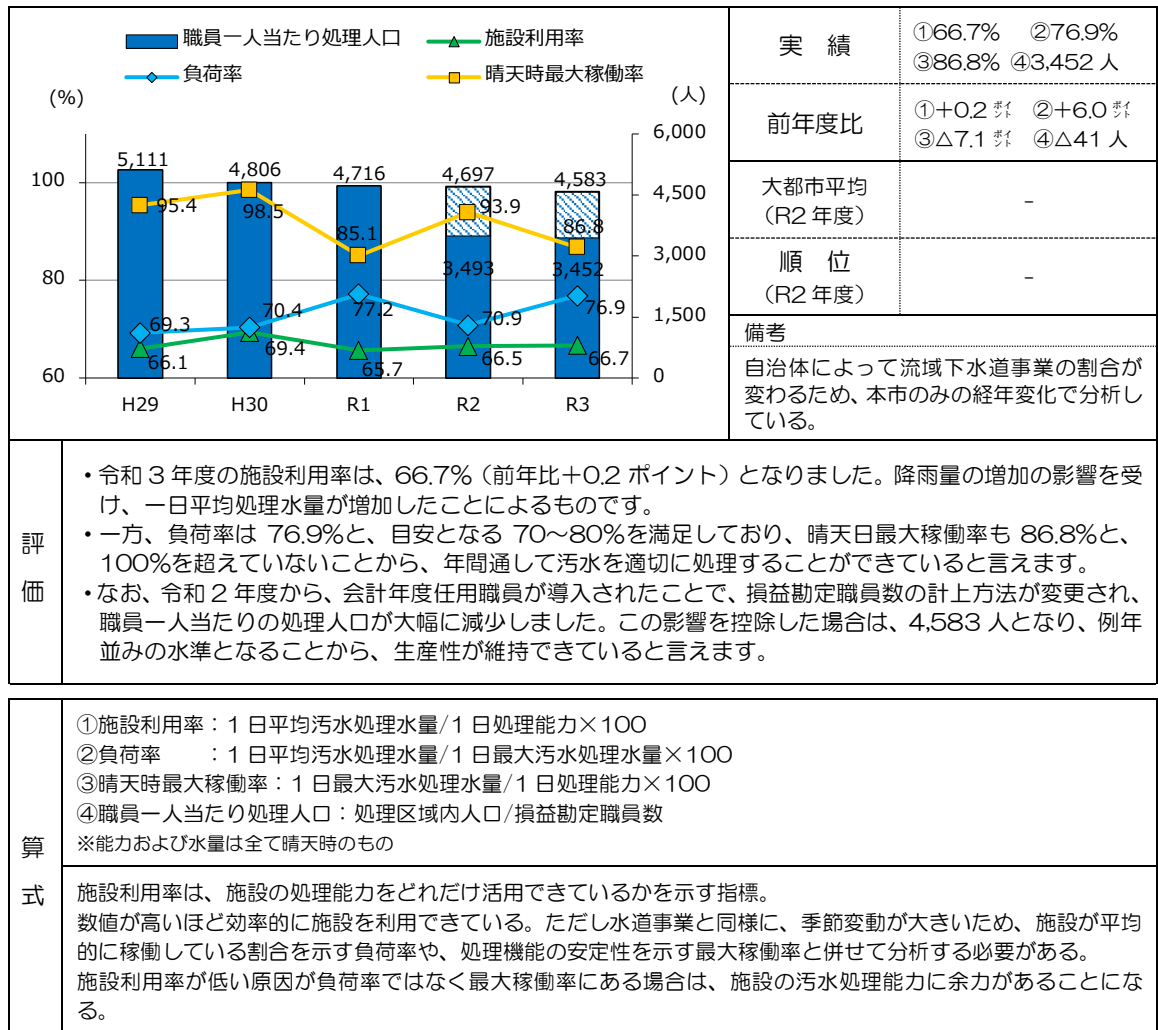 職員一人当たり処理人口
施設利用率
負荷率
晴天時最大稼働率
(%)
(人)
100
80
60
6,000
4,500
3,000
1,500
0
5,111
4,806
4,716
4,697
4,583
95.4
98.5
85.1
93.9
86.8
3,493
3,452
69.3
70.4
77.2
70.9
76.9
66.1
69.4
65.7
66.5
66.7
H29
H30
R1
R2
R3
実 績
①66.7% ②76.9%
③86.8% ④3,452 人
前年度比
①+0.2 ポイント ②+6.0 ポイント
③△7.1 ポイント ④△41 人
大都市平均
(R2 年度)
-
順 位
(R2 年度)
-
備考
自治体によって流域下水道事業の割合が
変わるため、本市のみの経年変化で分析し
ている。
評
価
・令和 3 年度の施設利用率は、66.7%(前年比+0.2 ポイント)となりました。降雨量の増加の影響を受
け、一日平均処理水量が増加したことによるものです。
・一方、負荷率は 76.9%と、目安となる 70~80%を満足しており、晴天日最大稼働率も 86.8%と、
100%を超えていないことから、年間通して汚水を適切に処理することができていると言えます。
・なお、令和 2 年度から、会計年度任用職員が導入されたことで、損益勘定職員数の計上方法が変更され、
職員一人当たりの処理人口が大幅に減少しました。この影響を控除した場合は、4,583 人となり、例年
並みの水準となることから、生産性が維持できていると言えます。
算
式
①施設利用率:1 日平均汚水処理水量/1 日処理能力×100
②負荷率 :1 日平均汚水処理水量/1 日最大汚水処理水量×100
③晴天時最大稼働率:1 日最大汚水処理水量/1 日処理能力×100
④職員一人当たり処理人口:処理区域内人口/損益勘定職員数
※能力および水量は全て晴天時のもの
施設利用率は、施設の処理能力をどれだけ活用できているかを示す指標。
数値が高いほど効率的に施設を利用できている。ただし水道事業と同様に、季節変動が大きいため、施設が平均
的に稼働している割合を示す負荷率や、処理機能の安定性を示す最大稼働率と併せて分析する必要がある。
施設利用率が低い原因が負荷率ではなく最大稼働率にある場合は、施設の汚水処理能力に余力があることにな
る。